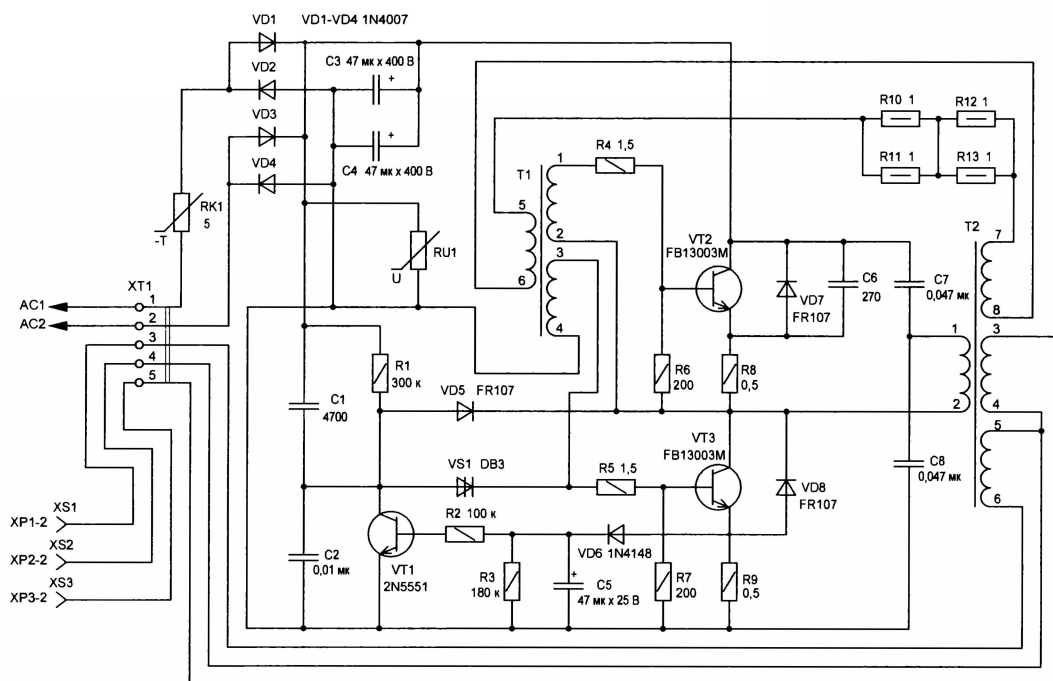 VD1 VD1-VD4 1N4007
VD2
C3 47 мк x 400 В
+
VD3
+
VD4
C4 47 мк x 400 В
RK1
5
-T
RU1
U
XT1
AC1
AC2
1
2
3
4
5
R10 1
R12 1
R11 1
R13 1
T1
1
2
3
4
5
6
R4 1,5
VT2
FB13003M
VD7
FR107
C6
270
C7
0,047 мк
T2
7
8
1
2
3
4
5
6
R1
300 к
C1
4700
VD5 FR107
R6
200
R8
0,5
VS1 DB3
R5 1,5
VT3
FB13003M
VD8
FR107
C8
0,047 мк
R2 100 к
VD6 1N4148
C2
0,01 мк
VT1
2N5551
R3
180 к
+
C5
47 мк x 25 В
R7
200
R9
0,5
XS1
XP1-2
XS2
XP2-2
XS3
XP3-2